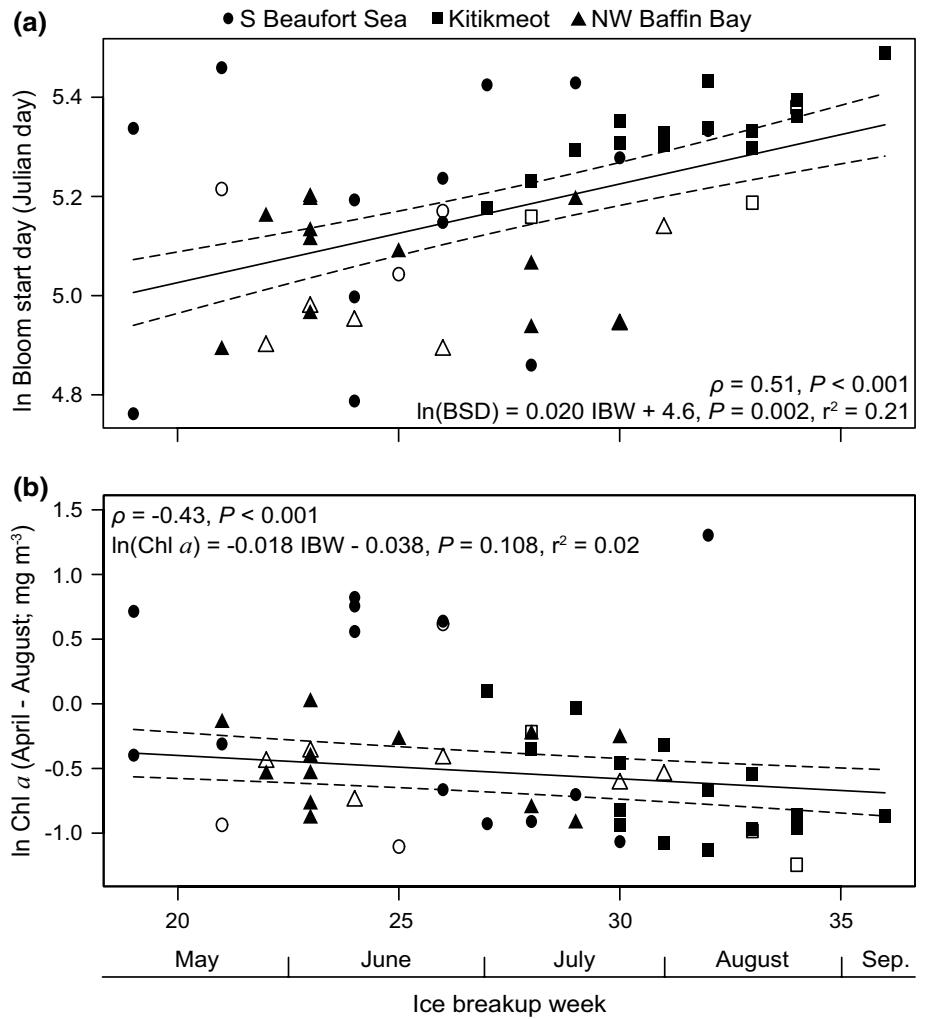 (a)
● S Beaufort Sea ■ Kitikmeot ▲ NW Baffin Bay
ln Bloom start day (Julian day)
5.4
5.2
5.0
4.8
ρ = 0.51, P < 0.001
ln(BSD) = 0.020 IBW + 4.6, P = 0.002, r² = 0.21
(b)
ln Chl a (April - August; mg m⁻³)
1.5
1.0
0.5
0.0
-0.5
-1.0
ρ = -0.43, P < 0.001
ln(Chl a) = -0.018 IBW - 0.038, P = 0.108, r² = 0.02
20 25 30 35
May June July August Sep.
Ice breakup week